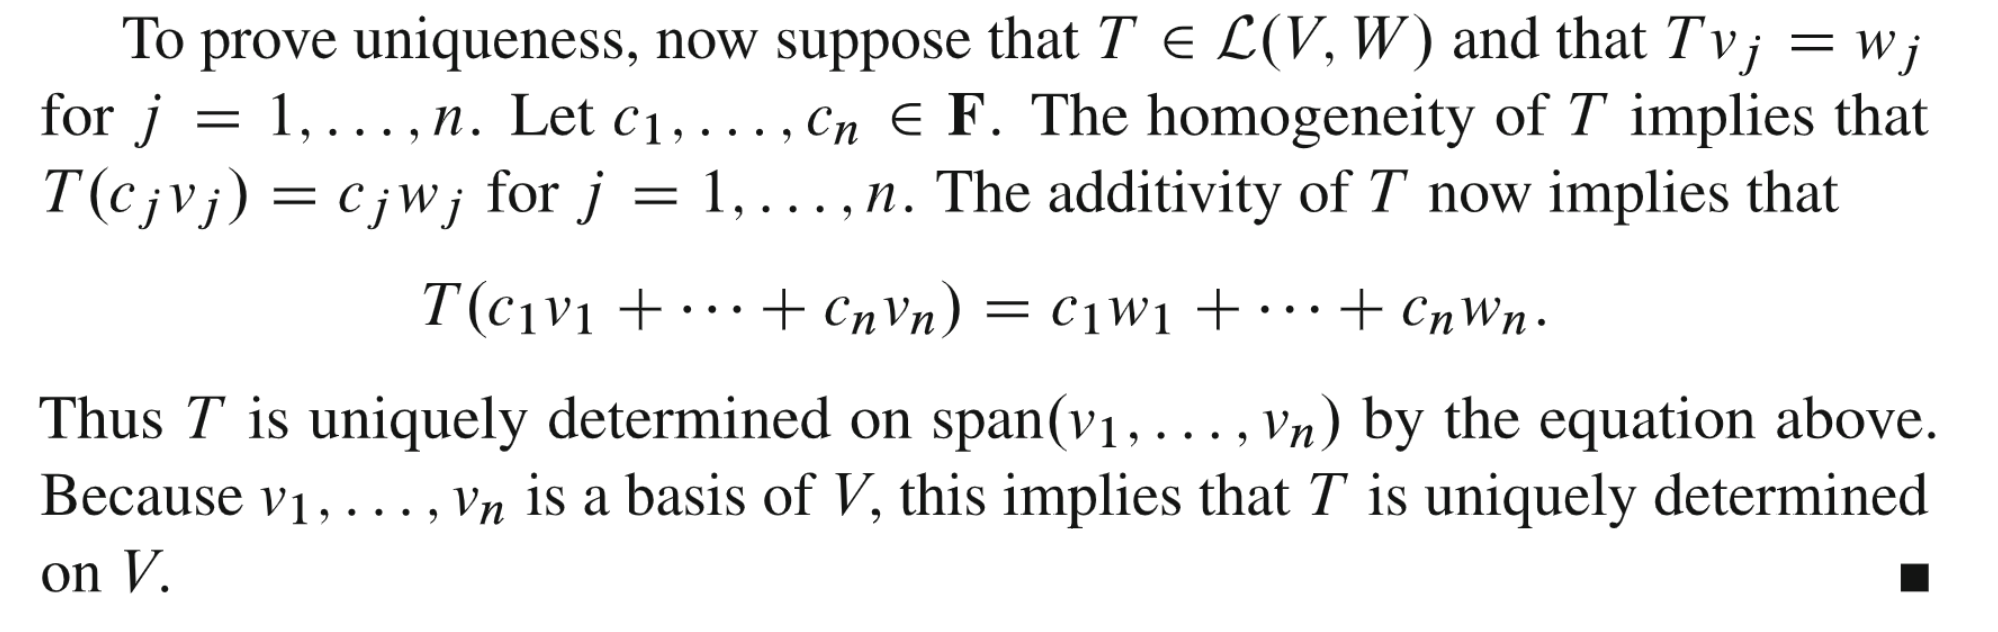 To prove uniqueness, now suppose that T ∈ ℒ(V, W) and that Tv_j = w_j
for j = 1, . . . , n. Let c_1, . . . , c_n ∈ F. The homogeneity of T implies that
T(c_j v_j) = c_j w_j for j = 1, . . . , n. The additivity of T now implies that
T(c_1 v_1 + · · · + c_n v_n) = c_1 w_1 + · · · + c_n w_n.
Thus T is uniquely determined on span(v_1, . . . , v_n) by the equation above.
Because v_1, . . . , v_n is a basis of V, this implies that T is uniquely determined
on V. ■